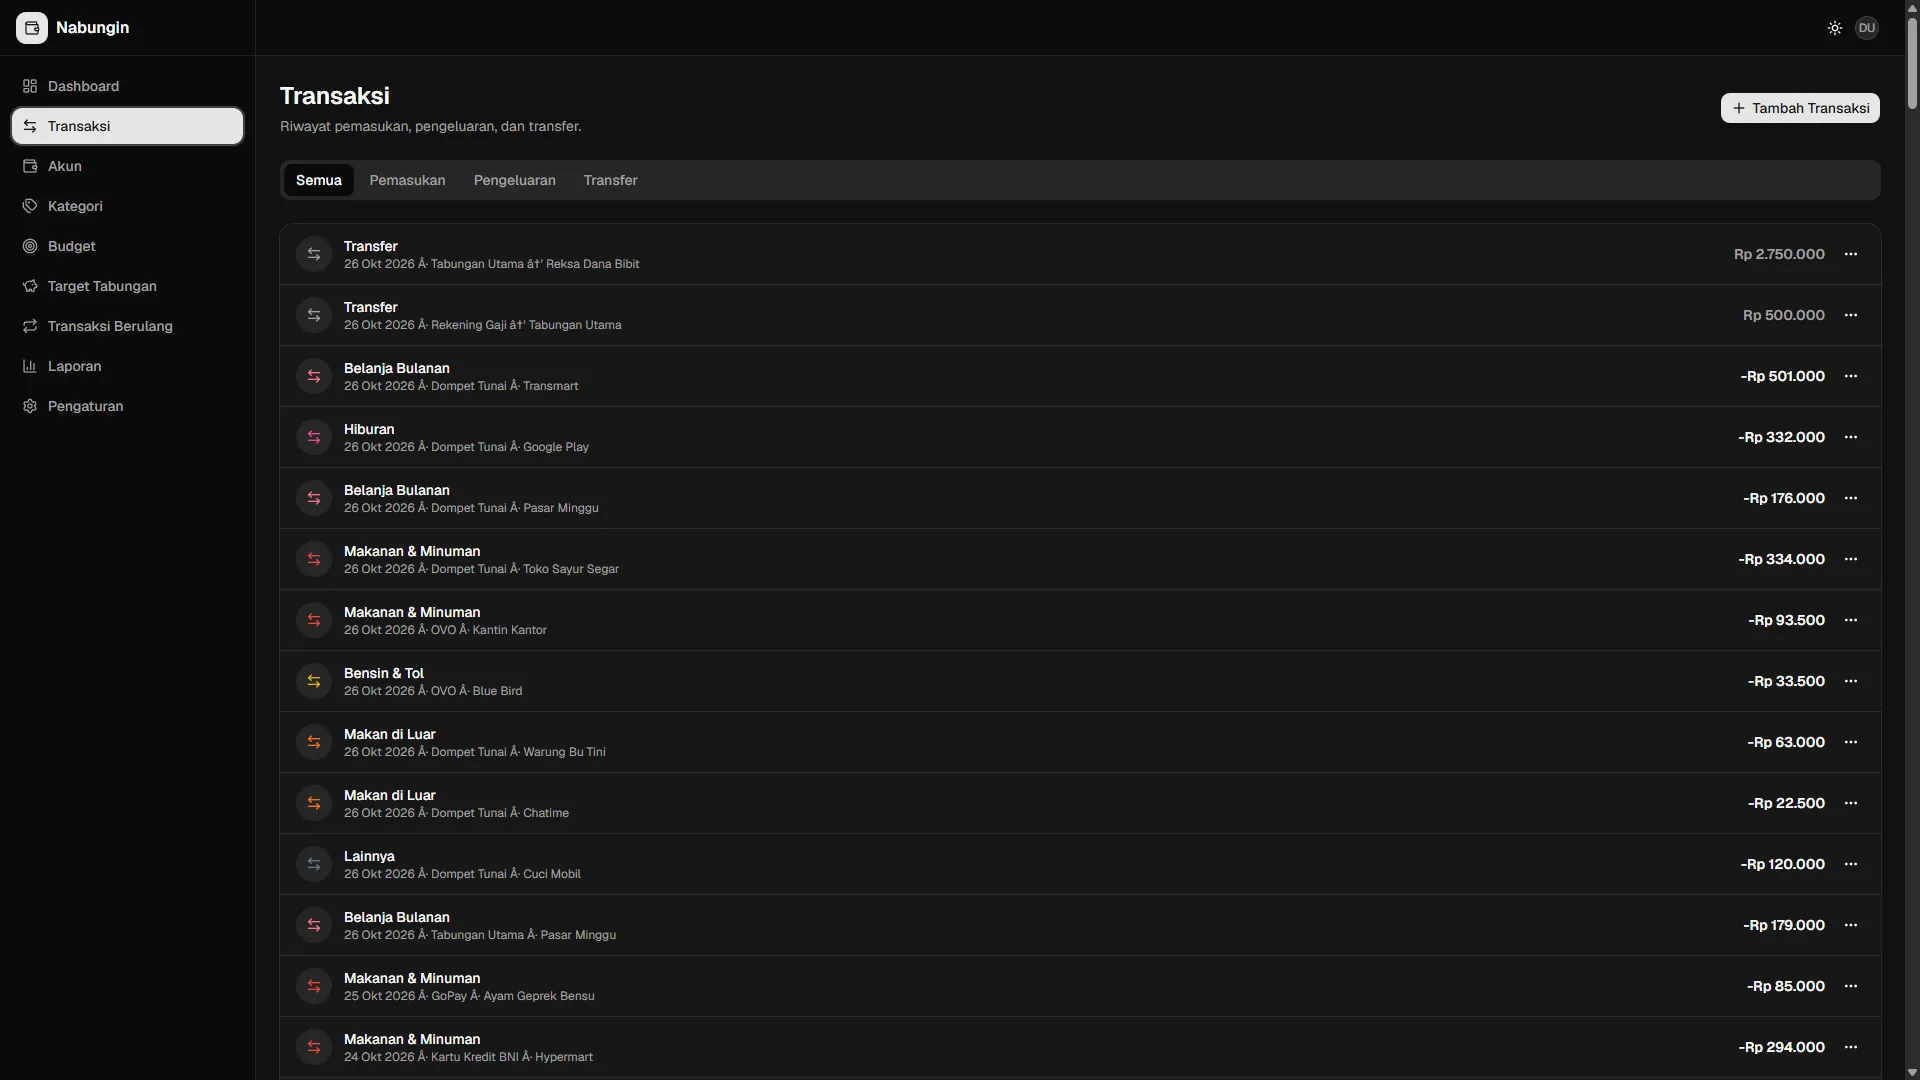 Nabungin
DU
Dashboard
Transaksi
Akun
Kategori
Budget
Target Tabungan
Transaksi Berulang
Laporan
Pengaturan
Transaksi
Riwayat pemasukan, pengeluaran, dan transfer.
+ Tambah Transaksi
Semua Pemasukan Pengeluaran Transfer
Transfer
26 Okt 2026 Â· Tabungan Utama â†’ Reksa Dana Bibit
Rp 2.750.000
Transfer
26 Okt 2026 Â· Rekening Gaji â†’ Tabungan Utama
Rp 500.000
Belanja Bulanan
26 Okt 2026 Â· Dompet Tunai Â· Transmart
-Rp 501.000
Hiburan
26 Okt 2026 Â· Dompet Tunai Â· Google Play
-Rp 332.000
Belanja Bulanan
26 Okt 2026 Â· Dompet Tunai Â· Pasar Minggu
-Rp 176.000
Makanan & Minuman
26 Okt 2026 Â· Dompet Tunai Â· Toko Sayur Segar
-Rp 334.000
Makanan & Minuman
26 Okt 2026 Â· OVO Â· Kantin Kantor
-Rp 93.500
Bensin & Tol
26 Okt 2026 Â· OVO Â· Blue Bird
-Rp 33.500
Makan di Luar
26 Okt 2026 Â· Dompet Tunai Â· Warung Bu Tini
-Rp 63.000
Makan di Luar
26 Okt 2026 Â· Dompet Tunai Â· Chatime
-Rp 22.500
Lainnya
26 Okt 2026 Â· Dompet Tunai Â· Cuci Mobil
-Rp 120.000
Belanja Bulanan
26 Okt 2026 Â· Tabungan Utama Â· Pasar Minggu
-Rp 179.000
Makanan & Minuman
25 Okt 2026 Â· GoPay Â· Ayam Geprek Bensu
-Rp 85.000
Makanan & Minuman
24 Okt 2026 Â· Kartu Kredit BNI Â· Hypermart
-Rp 294.000